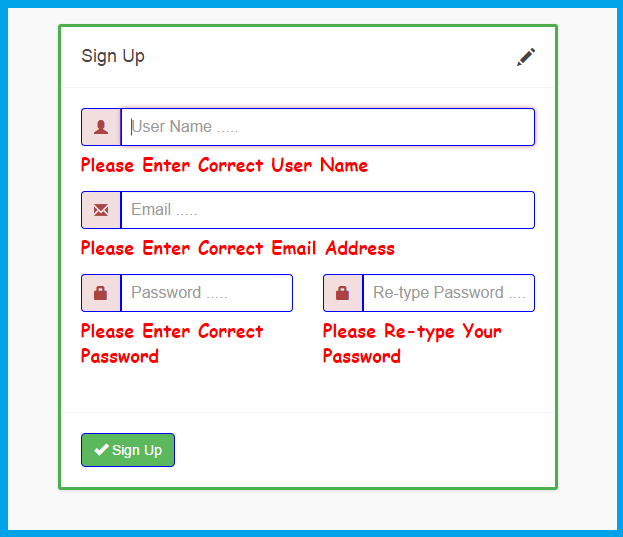 Sign Up
User Name .....
Please Enter Correct User Name
Email .....
Please Enter Correct Email Address
Password .....
Re-type Password ....
Please Enter Correct
Password
Please Re-type Your
Password
Sign Up